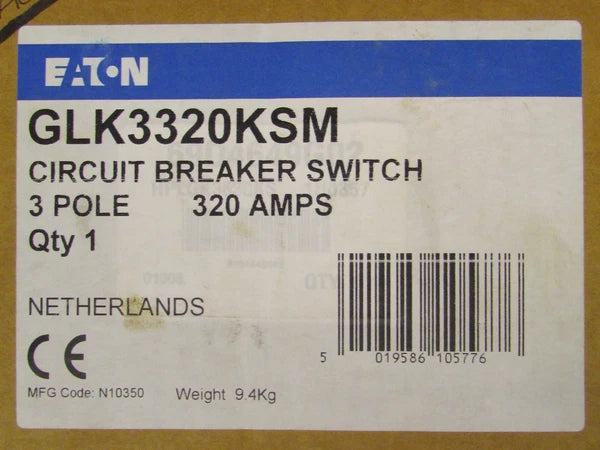 EATON
GLK3320KSM
CIRCUIT BREAKER SWITCH
3 POLE 320 AMPS
Qty 1
NETHERLANDS
5 019586 105776
CE
MFG Code: N10350 Weight 9.4Kg